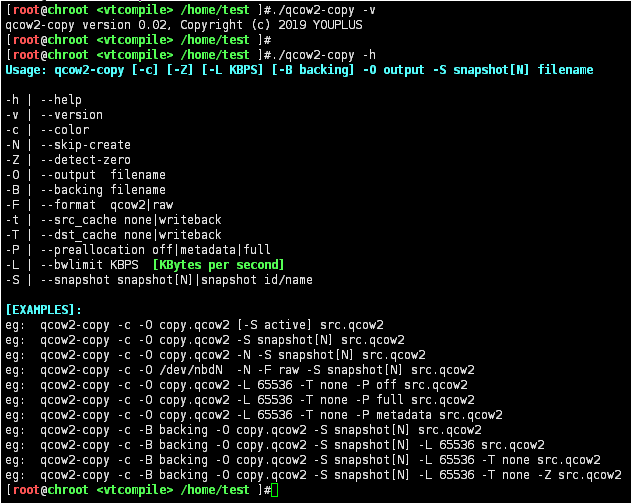 [root@chroot <vtcompile> /home/test ]#./qcow2-copy -v
qcow2-copy version 0.02, Copyright (c) 2019 YOUPLUS
[root@chroot <vtcompile> /home/test ]#
[root@chroot <vtcompile> /home/test ]#./qcow2-copy -h
Usage: qcow2-copy [-c] [-Z] [-L KBPS] [-B backing] -O output -S snapshot[N] filename
-h | --help
-v | --version
-c | --color
-N | --skip-create
-Z | --detect-zero
-O | --output  filename
-B | --backing filename
-F | --format  qcow2|raw
-t | --src_cache none|writeback
-T | --dst_cache none|writeback
-P | --preallocation off|metadata|full
-L | --bwlimit KBPS  [KBytes per second]
-S | --snapshot snapshot[N]|snapshot id/name
[EXAMPLES]:
eg:  qcow2-copy -c -O copy.qcow2 [-S active] src.qcow2
eg:  qcow2-copy -c -O copy.qcow2 -S snapshot[N] src.qcow2
eg:  qcow2-copy -c -O copy.qcow2 -N -S snapshot[N] src.qcow2
eg:  qcow2-copy -c -O /dev/nbdN  -N -F raw -S snapshot[N] src.qcow2
eg:  qcow2-copy -c -O copy.qcow2 -L 65536 -T none -P off src.qcow2
eg:  qcow2-copy -c -O copy.qcow2 -L 65536 -T none -P full src.qcow2
eg:  qcow2-copy -c -O copy.qcow2 -L 65536 -T none -P metadata src.qcow2
eg:  qcow2-copy -c -B backing -O copy.qcow2 -S snapshot[N] src.qcow2
eg:  qcow2-copy -c -B backing -O copy.qcow2 -S snapshot[N] -L 65536 src.qcow2
eg:  qcow2-copy -c -B backing -O copy.qcow2 -S snapshot[N] -L 65536 -T none src.qcow2
eg:  qcow2-copy -c -B backing -O copy.qcow2 -S snapshot[N] -L 65536 -T none -Z src.qcow2
[root@chroot <vtcompile> /home/test ]#